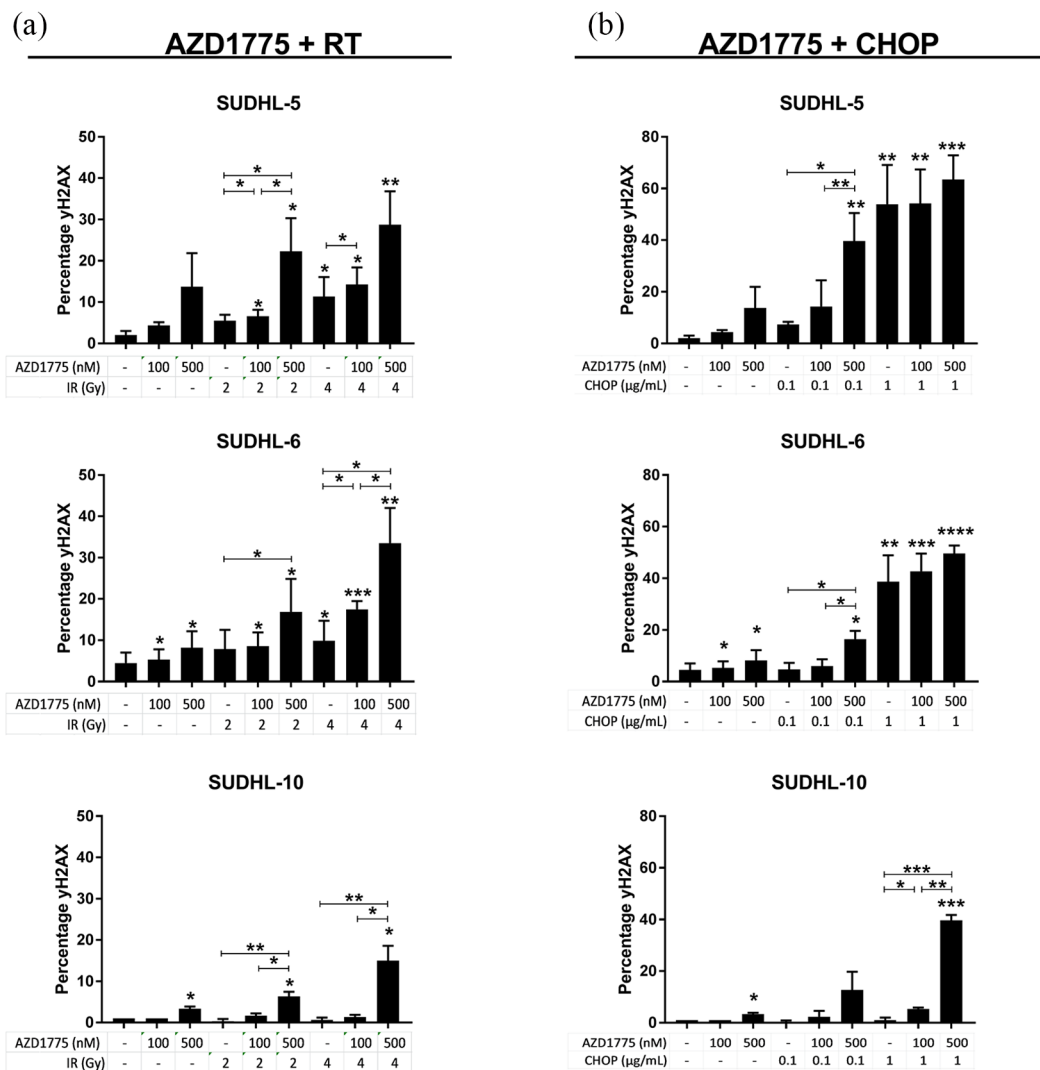 (a)
AZD1775 + RT
SUDHL-5
Percentage yH2AX
50
40
30
20
10
0
*
* *
*
*
*
*
*
**
AZD1775 (nM) - 100 500 - 100 500 - 100 500
IR (Gy) - - - 2 2 2 4 4 4
SUDHL-6
Percentage yH2AX
50
40
30
20
10
0
*
* *
**
*
*
***
* * * *
AZD1775 (nM) - 100 500 - 100 500 - 100 500
IR (Gy) - - - 2 2 2 4 4 4
SUDHL-10
Percentage yH2AX
50
40
30
20
10
0
**
*
*
**
*
*
*
AZD1775 (nM) - 100 500 - 100 500 - 100 500
IR (Gy) - - - 2 2 2 4 4 4
(b)
AZD1775 + CHOP
SUDHL-5
Percentage yH2AX
80
60
40
20
0
***
** **
*
**
**
AZD1775 (nM) - 100 500 - 100 500 - 100 500
CHOP (µg/mL) - - - 0.1 0.1 0.1 1 1 1
SUDHL-6
Percentage yH2AX
80
60
40
20
0
** *** ****
*
*
*
* *
AZD1775 (nM) - 100 500 - 100 500 - 100 500
CHOP (µg/mL) - - - 0.1 0.1 0.1 1 1 1
SUDHL-10
Percentage yH2AX
80
60
40
20
0
***
* **
***
*
AZD1775 (nM) - 100 500 - 100 500 - 100 500
CHOP (µg/mL) - - - 0.1 0.1 0.1 1 1 1